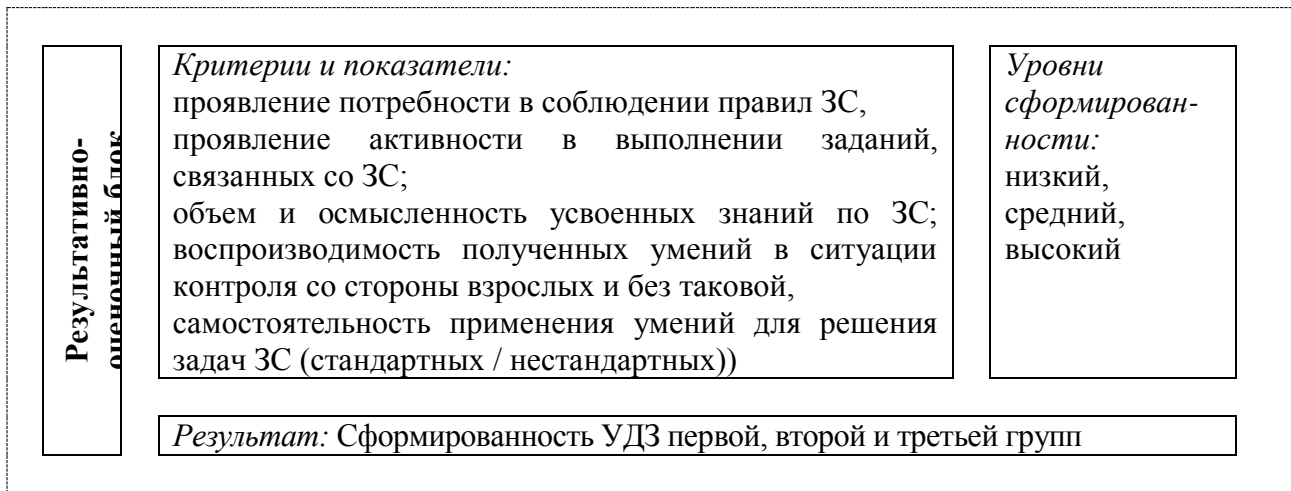 Результативно-
оценочный блок
Критерии и показатели:
проявление потребности в соблюдении правил ЗС,
проявление активности в выполнении заданий,
связанных со ЗС;
объем и осмысленность усвоенных знаний по ЗС;
воспроизводимость полученных умений в ситуации
контроля со стороны взрослых и без таковой,
самостоятельность применения умений для решения
задач ЗС (стандартных / нестандартных))
Уровни
сформирован-
ности:
низкий,
средний,
высокий
Результат: Сформированность УДЗ первой, второй и третьей групп